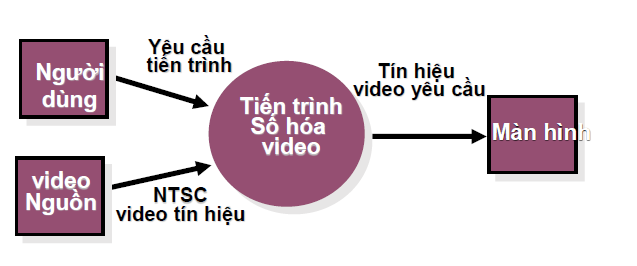 Người
dùng
Yêu cầu
tiến trình
video
Nguồn
NTSC
video tín hiệu
Tiến trình
Số hóa
video
Tín hiệu
video yêu cầu
Màn hình